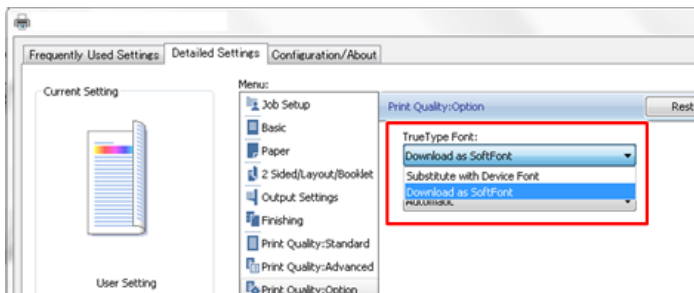 Frequently Used Settings
Detailed Settings
Configuration/About
Current Setting
User Setting
Menu:
Job Setup
Basic
Paper
2 Sided/Layout/Booklet
Output Settings
Finishing
Print Quality:Standard
Print Quality:Advanced
Print Quality:Option
Print Quality:Option
Rest
TrueType Font:
Download as SoftFont
Substitute with Device Font
Download as SoftFont
Automatic